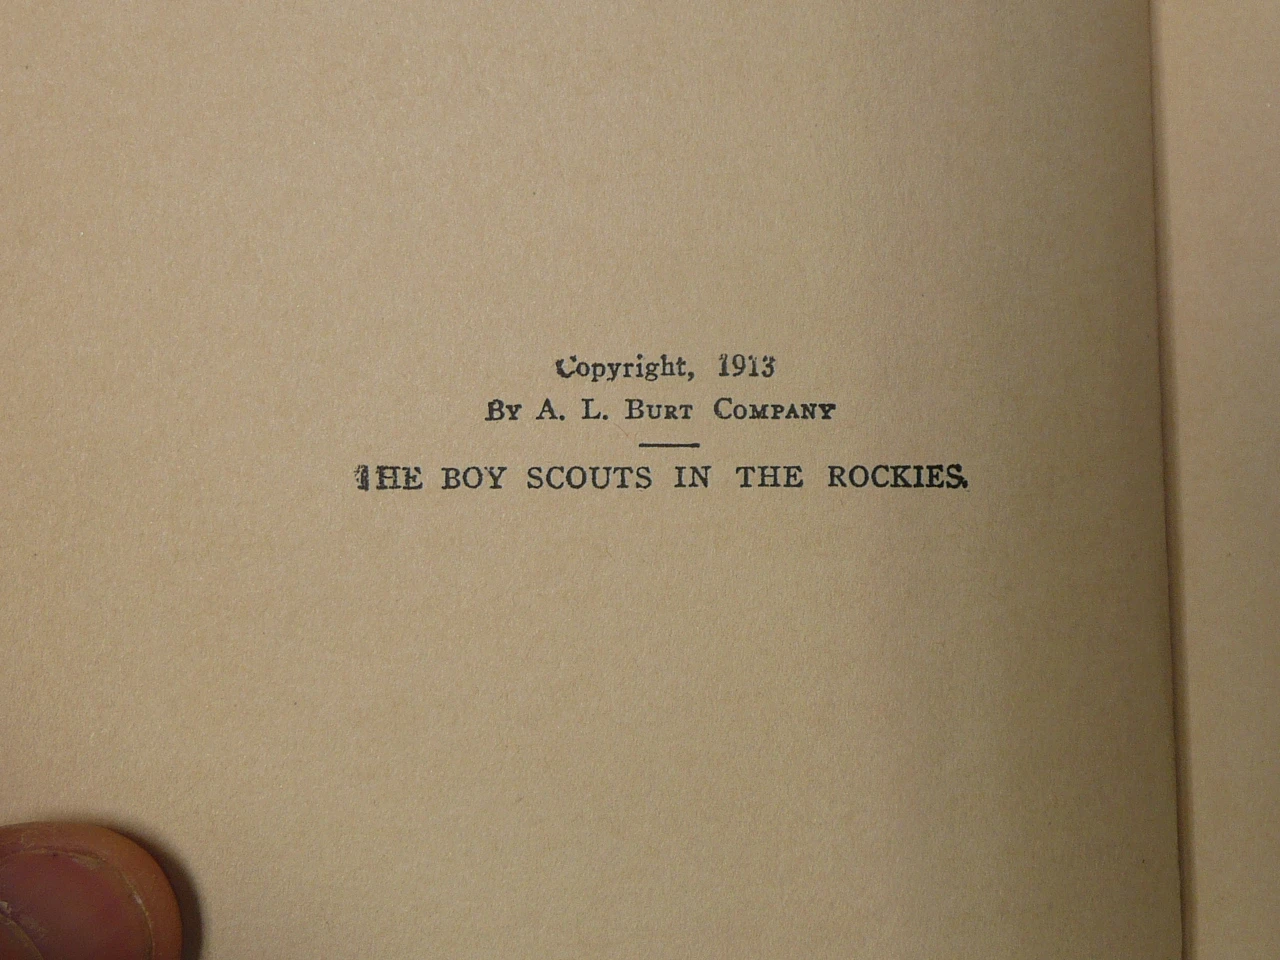 Copyright, 1913
By A. L. Burt Company
THE BOY SCOUTS IN THE ROCKIES.